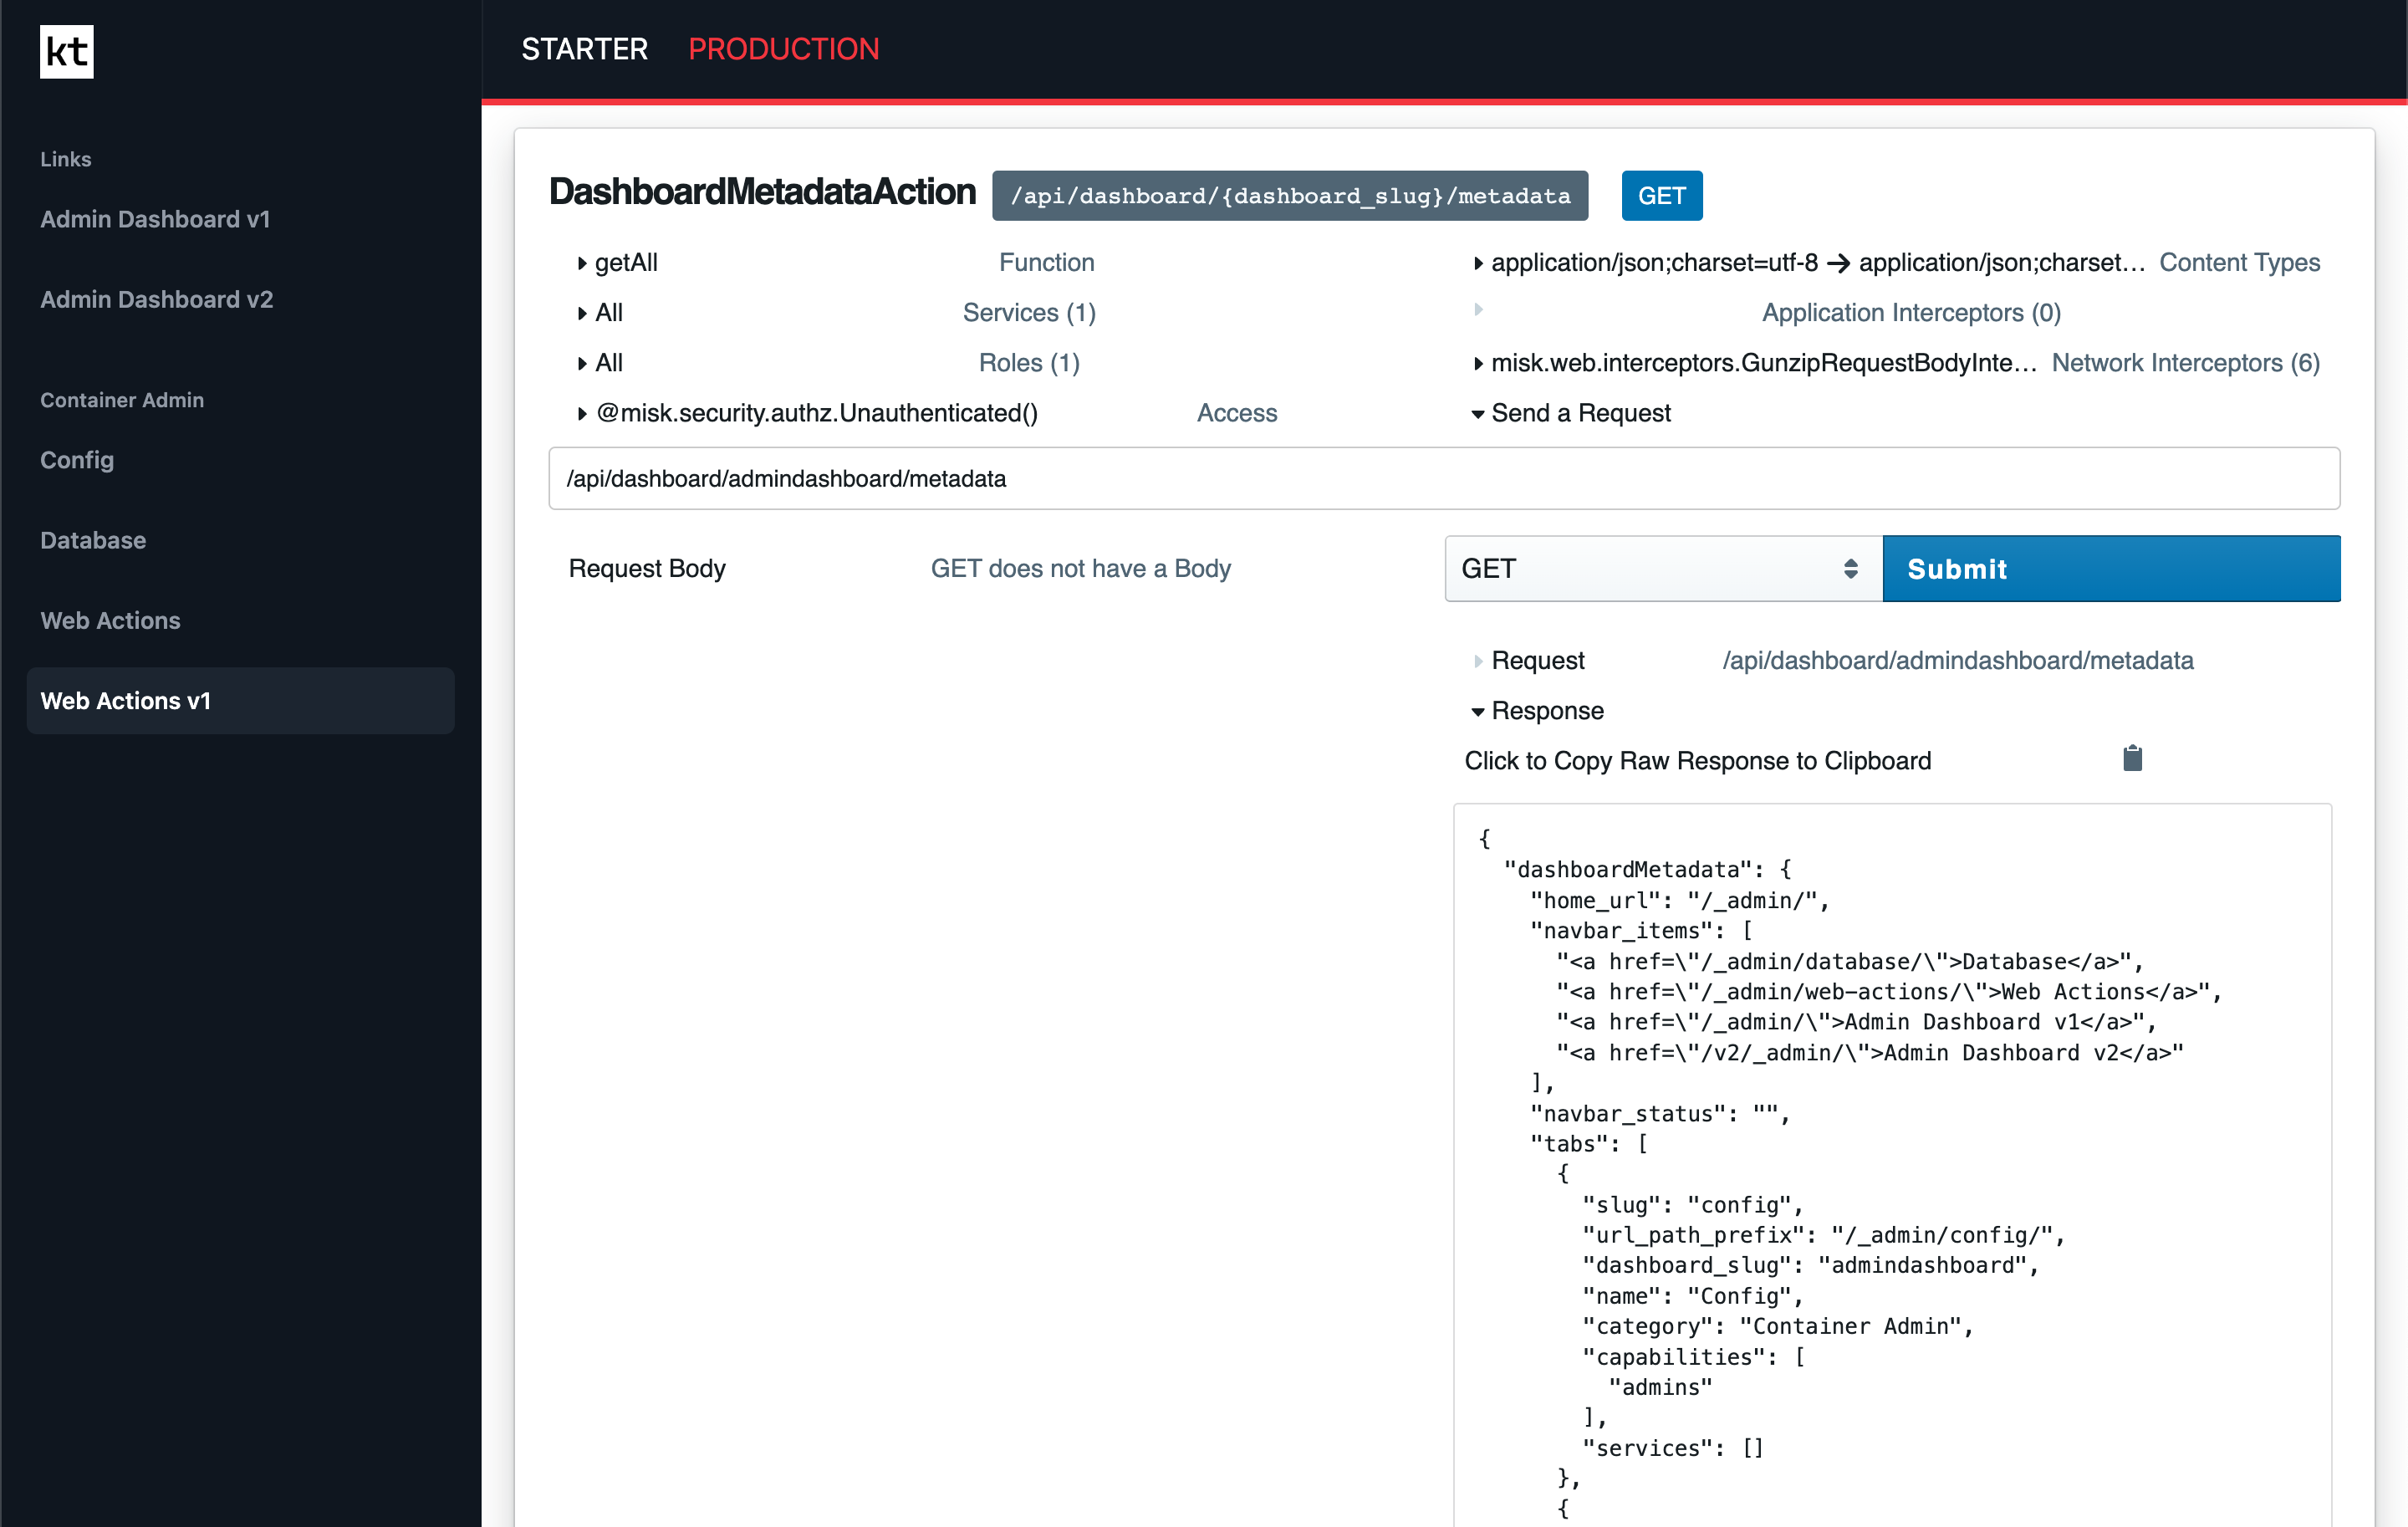 kt
Links
Admin Dashboard v1
Admin Dashboard v2
Container Admin
Config
Database
Web Actions
Web Actions v1
STARTER PRODUCTION
DashboardMetadataAction /api/dashboard/{dashboard_slug}/metadata GET
getAll Function
All Services (1)
All Roles (1)
@misk.security.authz.Unauthenticated() Access
application/json;charset=utf-8 → application/json;charset... Content Types
Application Interceptors (0)
misk.web.interceptors.GunzipRequestBodyInte... Network Interceptors (6)
Send a Request
/api/dashboard/admindashboard/metadata
Request Body GET does not have a Body
GET Submit
Request /api/dashboard/admindashboard/metadata
Response
Click to Copy Raw Response to Clipboard
{
"dashboardMetadata": {
"home_url": "/_admin/",
"navbar_items": [
"<a href=\"/_admin/database/\">Database</a>",
"<a href=\"/_admin/web-actions/\">Web Actions</a>",
"<a href=\"/_admin/\">Admin Dashboard v1</a>",
"<a href=\"/v2/_admin/\">Admin Dashboard v2</a>"
],
"navbar_status": "",
"tabs": [
{
"slug": "config",
"url_path_prefix": "/_admin/config/",
"dashboard_slug": "admindashboard",
"name": "Config",
"category": "Container Admin",
"capabilities": [
"admins"
],
"services": []
},
{